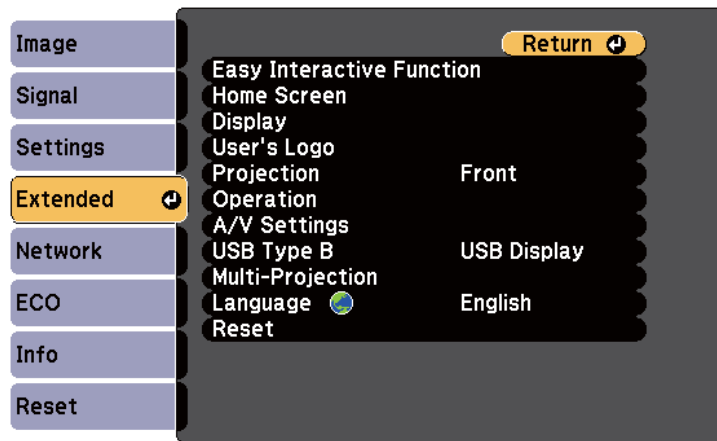 Image
Signal
Settings
Extended
Network
ECO
Info
Reset
Return
Easy Interactive Function
Home Screen
Display
User's Logo
Projection Front
Operation
A/V Settings
USB Type B USB Display
Multi-Projection
Language English
Reset